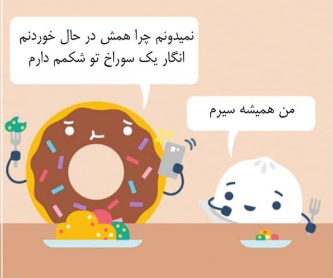 نمیدونم چرا همش در حال خوردنم
انگار یک سوراخ تو شکمم دارم
من همیشه سیرم